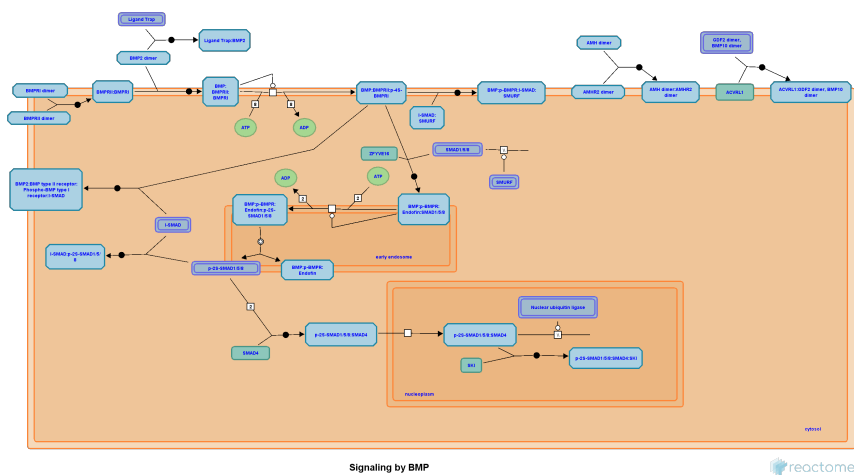 Ligand Trap
Ligand Trap:BMP2
BMP2 dimer
AMH dimer
AMHR2 dimer
AMH dimer:AMHR2
dimer
GDF2 dimer,
BMP10 dimer
ACVRL1
ACVRL1:GDF2 dimer, BMP10
dimer
BMPRI dimer
BMPRII dimer
BMPRII:BMPRI
BMP:
BMPRII:
BMPRI
8
8
ATP
ADP
BMP:BMPRII:p-4S-
BMPRI
I-SMAD:
SMURF
BMP:p-BMPR:I-SMAD:
SMURF
ZFYVE16
SMAD1/5/8
SMURF
BMP2:BMP type II receptor:
Phospho-BMP type I
receptor:I-SMAD
I-SMAD
I-SMAD:p-2S-SMAD1/5/
8
ADP
ATP
2
2
BMP:p-BMPR:
Endofin:p-2S-
SMAD1/5/8
BMP:p-BMPR:
Endofin:SMAD1/5/8
early endosome
p-2S-SMAD1/5/8
BMP:p-BMPR:
Endofin
2
SMAD4
p-2S-SMAD1/5/8:SMAD4
Nuclear ubiquitin ligase
p-2S-SMAD1/5/8:SMAD4
SKI
p-2S-SMAD1/5/8:SMAD4:SKI
nucleoplasm
cytosol
Signaling by BMP
reactome